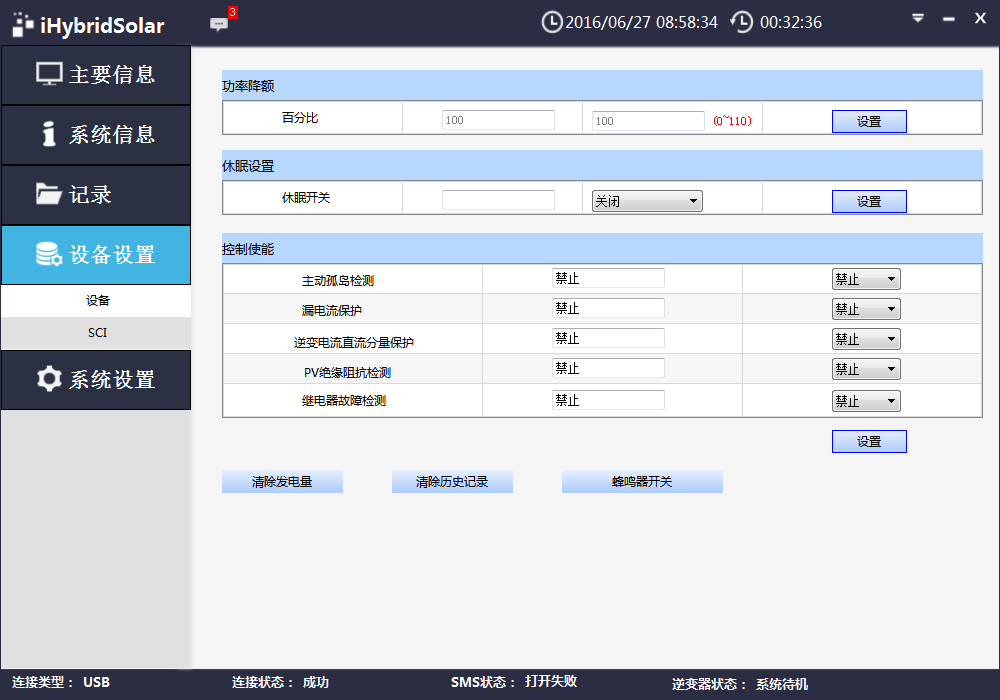 iHybridSolar
3
2016/06/27 08:58:34
00:32:36
X
主要信息
系统信息
记录
设备设置
设备
SCI
系统设置
功率降额
百分比 100 100 (0~110) 设置
休眠设置
休眠开关 关闭 设置
控制使能
主动孤岛检测 禁止 禁止
漏电流保护 禁止 禁止
逆变电流直流分量保护 禁止 禁止
PV绝缘阻抗检测 禁止 禁止
继电器故障检测 禁止 禁止
设置
清除发电量 清除历史记录 蜂鸣器开关
连接类型： USB 连接状态： 成功 SMS状态： 打开失败 逆变器状态： 系统待机